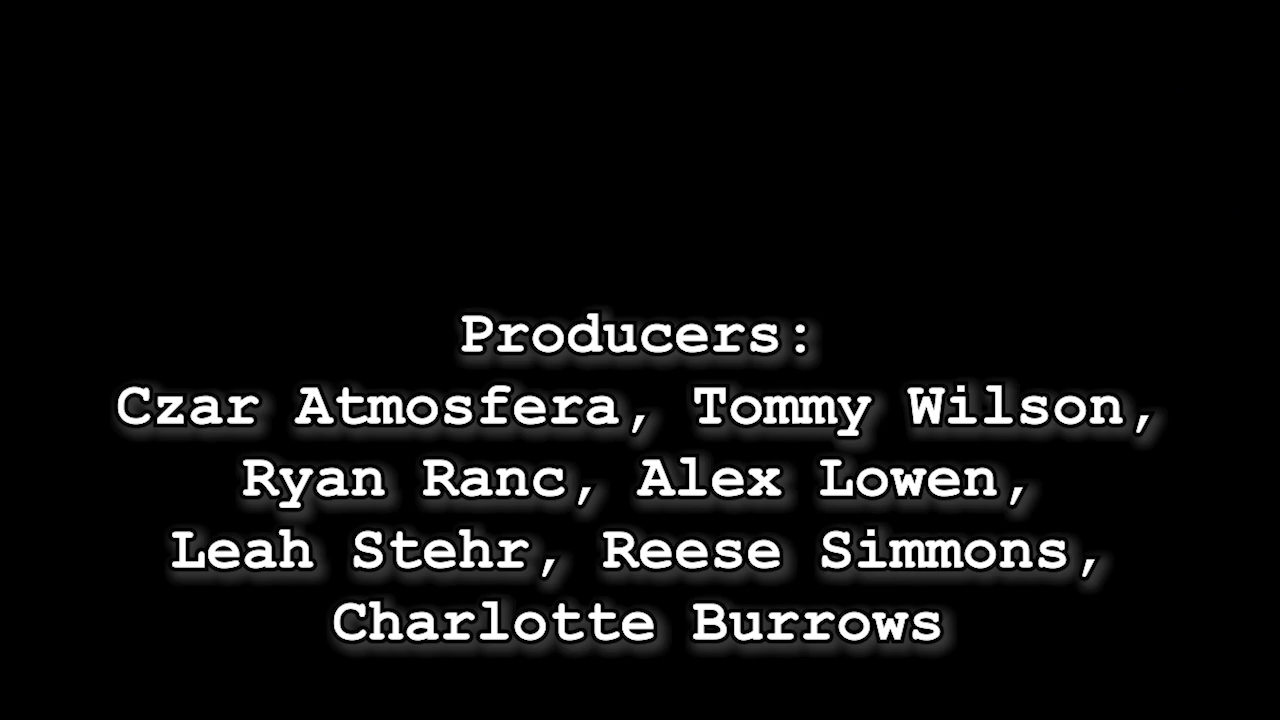 Producers:
Czar Atmosfera, Tommy Wilson,
Ryan Ranc, Alex Lowen,
Leah Stehr, Reese Simmons,
Charlotte Burrows